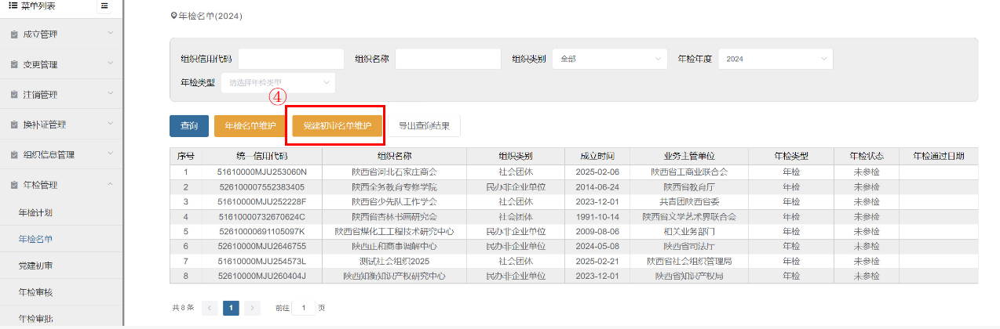 菜单列表
成立管理
变更管理
注销管理
换补证管理
组织信息管理
年检管理
年检计划
年检名单
党建初审
年检审核
年检审批
年检名单(2024)
组织信用代码 组织名称 组织类别 全部 年检年度 2024
年检类型 请选择年检类型
④
查询 年检名单维护 党建初审名单维护 导出查询结果
序号 统一信用代码 组织名称 组织类别 成立时间 业务主管单位 年检类型 年检状态 年检通过日期
1 51610000MJU253060N 陕西省河北石家庄商会 社会团体 2025-02-06 陕西省工商业联合会 年检 未参检
2 526100007552383405 陕西全务教育专修学院 民办非企业单位 2014-06-24 陕西省教育厅 年检 未参检
3 51610000MJU252228F 陕西省少先队工作学会 社会团体 2023-12-01 共青团陕西省委 年检 未参检
4 51610000732670624C 陕西省杏林书画研究会 社会团体 1991-10-14 陕西省文学艺术界联合会 年检 未参检
5 52610000691105097K 陕西省煤化工工程技术研究中心 民办非企业单位 2009-08-06 相关业务部门 年检 未参检
6 52610000MJU2646755 陕西正和商事调解中心 民办非企业单位 2024-05-08 陕西省司法厅 年检 未参检
7 51610000MJU254573L 测试社会组织2025 社会团体 2025-02-21 陕西省社会组织管理局 年检 未参检
8 52610000MJU260404J 陕西知衡知识产权研究中心 民办非企业单位 2023-12-01 陕西省知识产权局 年检 未参检
共 8 条 1 前往 1 页